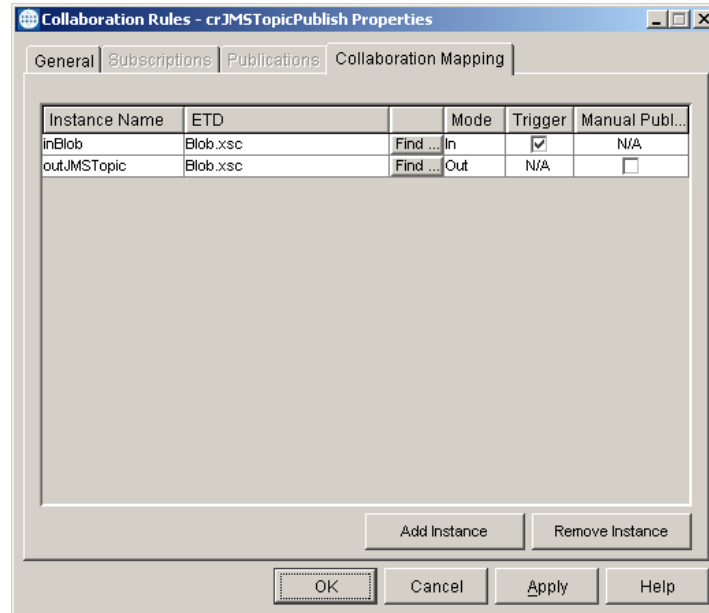 Collaboration Rules - crJMSTopicPublish Properties
General Subscriptions Publications Collaboration Mapping
Instance Name ETD Mode Trigger Manual Publ...
inBlob Blob.xsc Find ... In N/A
outJMSTopic Blob.xsc Find ... Out N/A
Add Instance Remove Instance
OK Cancel Apply Help